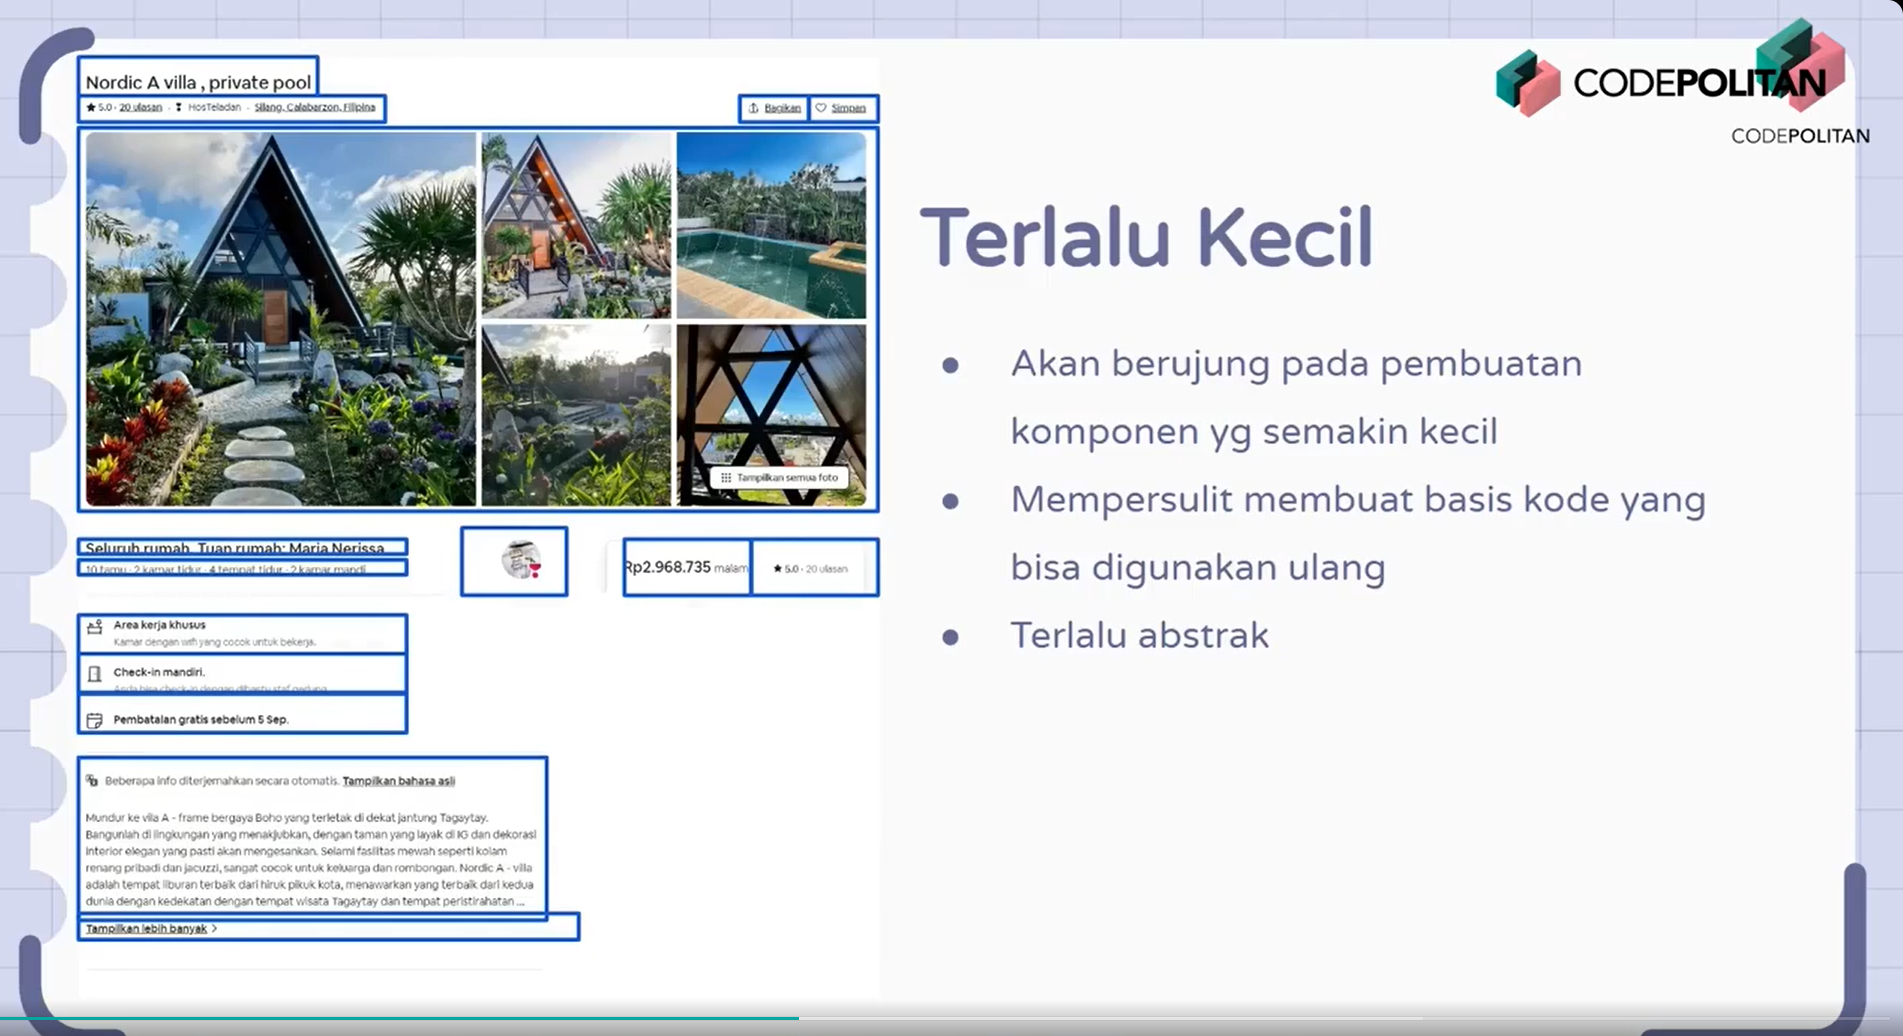 CODEPOLITAN
CODEPOLITAN
Nordic A villa , private pool
★ 5.0 · 20 ulasan · HosTeladan · Silang, Calabarzon, Filipina
Bagikan
Simpan
Tampilkan semua foto
Seluruh rumah. Tuan rumah: Maria Nerissa
10 tamu · 2 kamar tidur · 4 tempat tidur · 2 kamar mandi
Rp2.968.735 malam
★ 5.0 · 20 ulasan
Area kerja khusus
Kamar dengan wifi yang cocok untuk bekerja.
Check-in mandiri.
Anda bisa check-in dengan dibantu staf gedung.
Pembatalan gratis sebelum 5 Sep.
Beberapa info diterjemahkan secara otomatis. Tampilkan bahasa asli
Mundur ke vila A - frame bergaya Boho yang terletak di dekat jantung Tagaytay.
Bangunlah di lingkungan yang menakjubkan, dengan taman yang layak di IG dan dekorasi
interior elegan yang pasti akan mengesankan. Selami fasilitas mewah seperti kolam
renang pribadi dan jacuzzi, sangat cocok untuk keluarga dan rombongan. Nordic A - villa
adalah tempat liburan terbaik dari hiruk pikuk kota, menawarkan yang terbaik dari kedua
dunia dengan kedekatan dengan tempat wisata Tagaytay dan tempat peristirahatan ...
Tampilkan lebih banyak >
Terlalu Kecil
● Akan berujung pada pembuatan
komponen yg semakin kecil
● Mempersulit membuat basis kode yang
bisa digunakan ulang
● Terlalu abstrak